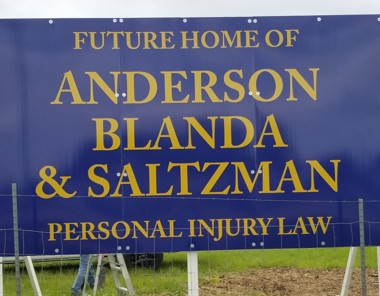 FUTURE HOME OF
ANDERSON
BLANDA
& SALTZMAN
PERSONAL INJURY LAW